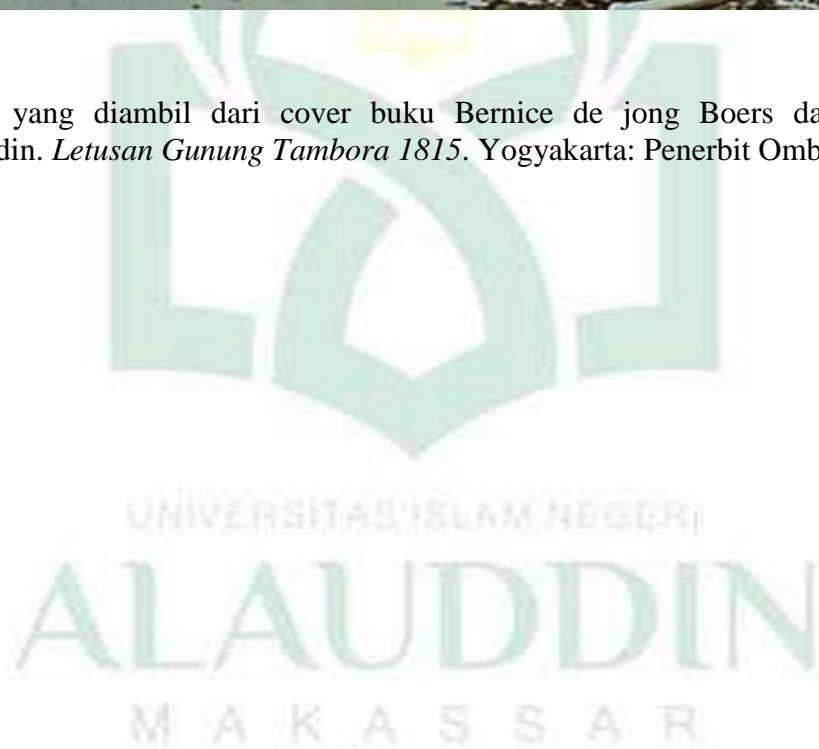 yang diambil dari cover buku Bernice de jong Boers da
din. Letusan Gunung Tambora 1815. Yogyakarta: Penerbit Omb
UNIVERSITAS ISLAM NEGERI
ALAUDDIN
MAKASSAR